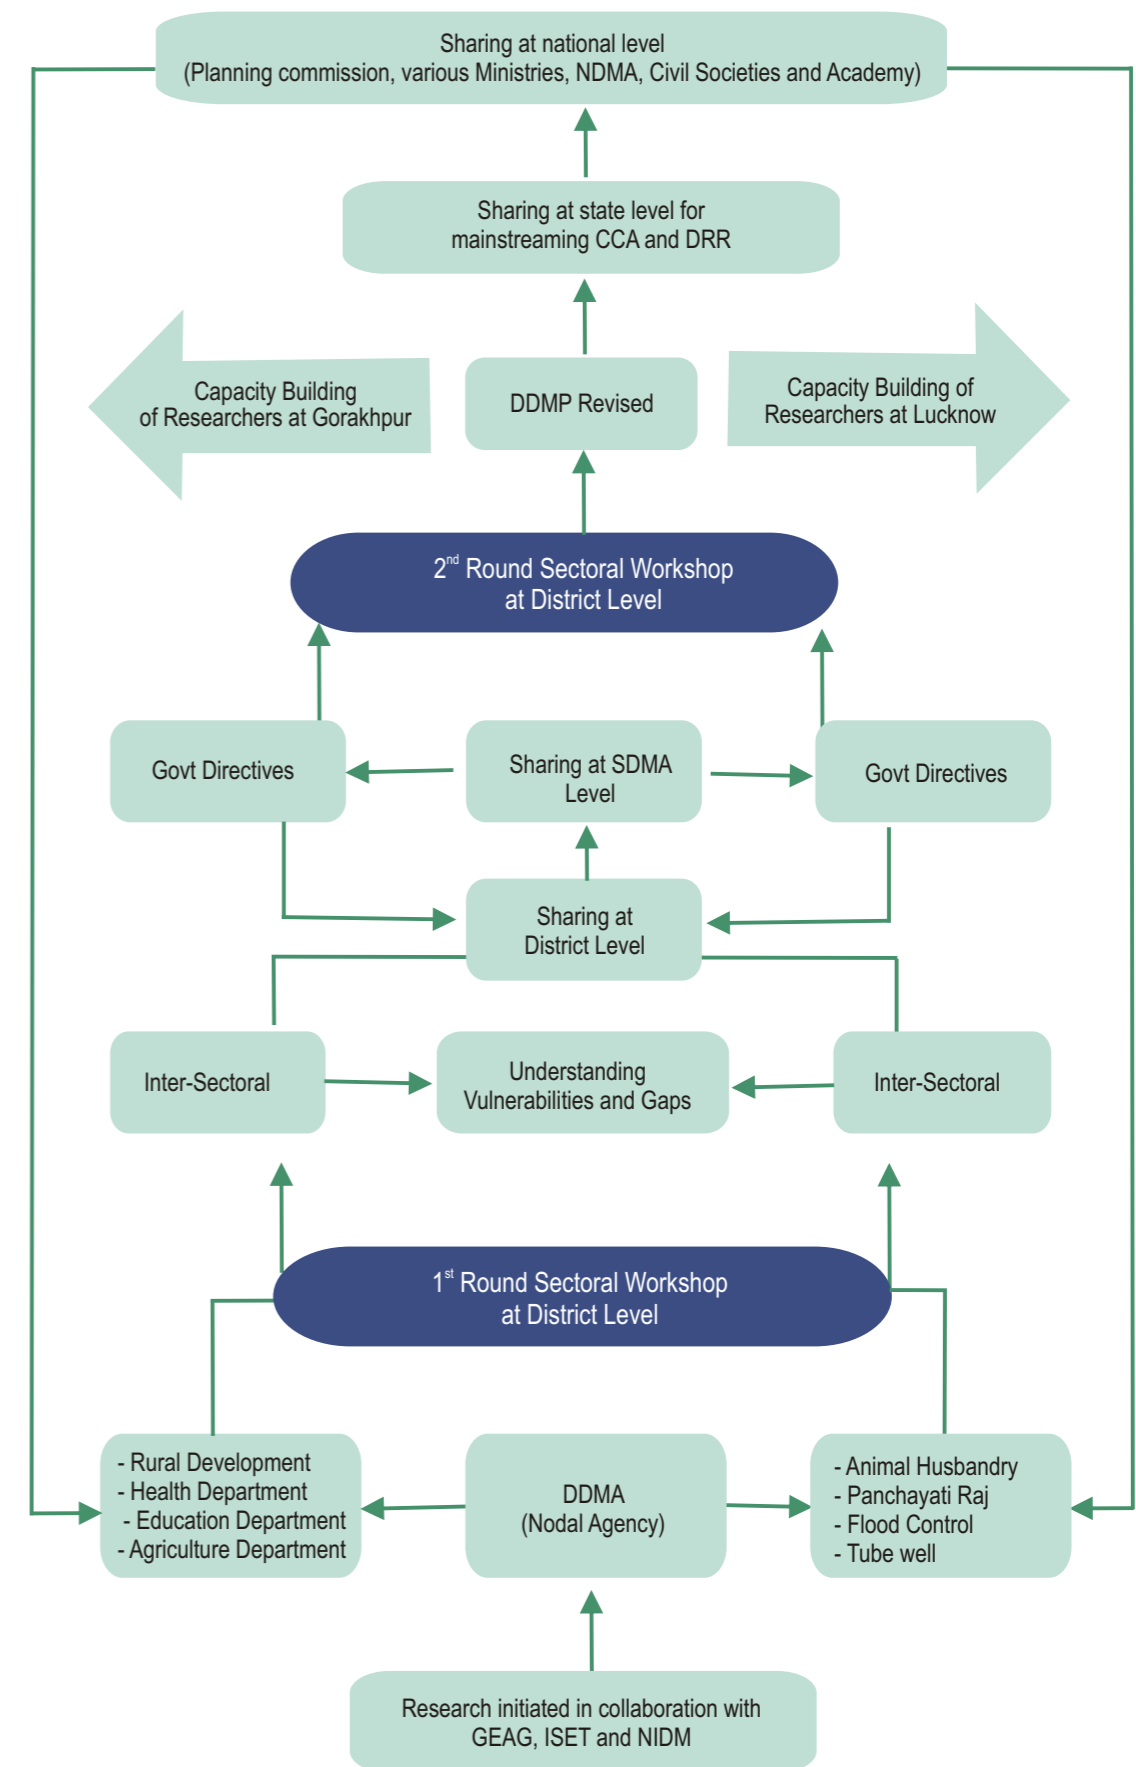 Sharing at national level
(Planning commission, various Ministries, NDMA, Civil Societies and Academy)
Sharing at state level for
mainstreaming CCA and DRR
Capacity Building
of Researchers at Gorakhpur
DDMP Revised
Capacity Building of
Researchers at Lucknow
2nd Round Sectoral Workshop
at District Level
Govt Directives
Sharing at SDMA
Level
Govt Directives
Sharing at
District Level
Inter-Sectoral
Understanding
Vulnerabilities and Gaps
Inter-Sectoral
1st Round Sectoral Workshop
at District Level
- Rural Development
- Health Department
- Education Department
- Agriculture Department
DDMA
(Nodal Agency)
- Animal Husbandry
- Panchayati Raj
- Flood Control
- Tube well
Research initiated in collaboration with
GEAG, ISET and NIDM